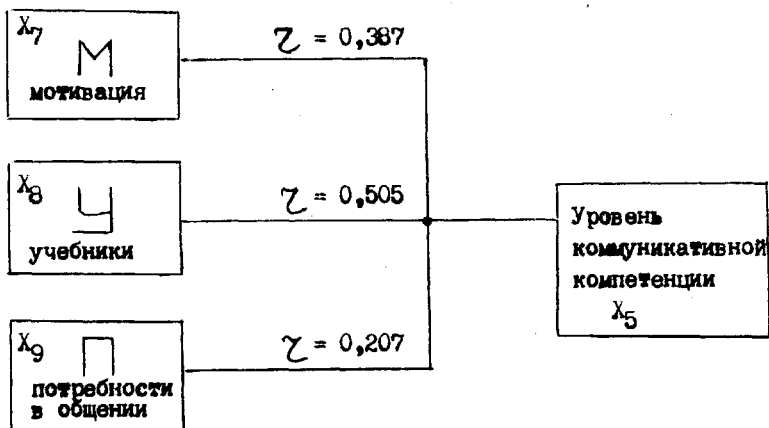 X7
М
мотивация
r = 0,387
X8
У
учебники
r = 0,505
X9
П
потребности
в общении
r = 0,207
Уровень
коммуникативной
компетенции
X5